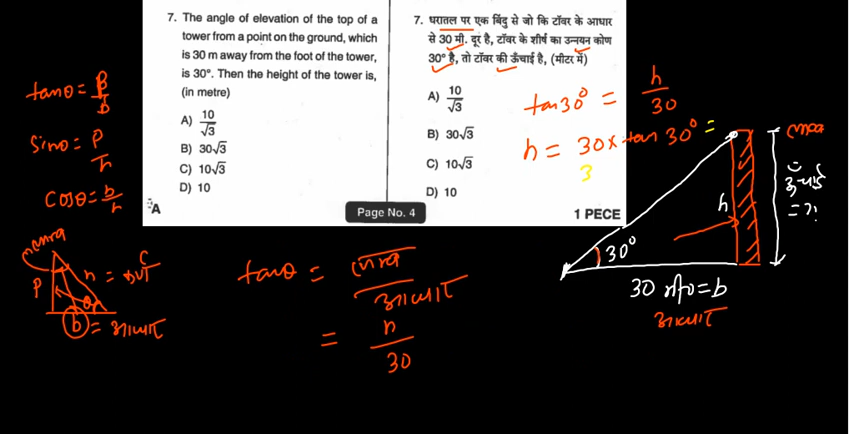 7. The angle of elevation of the top of a
tower from a point on the ground, which
is 30 m away from the foot of the tower,
is 30°. Then the height of the tower is,
(in metre)
A) 10/√3
B) 30√3
C) 10√3
D) 10
A
7. धरातल पर एक बिंदु से जो कि टॉवर के आधार
से 30 मी. दूर है, टॉवर के शीर्ष का उन्नयन कोण
30° है, तो टॉवर की ऊँचाई है, (मीटर में)
A) 10/√3
B) 30√3
C) 10√3
D) 10
Page No. 4
1 PECE
tan30° = h/30
h = 30 × tan 30° =
3
tanθ = P/b
sinθ = P/h
cosθ = b/h
लम्ब
P
h = कर्ण
θ
b = आधार
tanθ = लम्ब/आधार
= h/30
लम्ब
ऊंचाई
= ?
h
30°
30 मी० = b
आधार